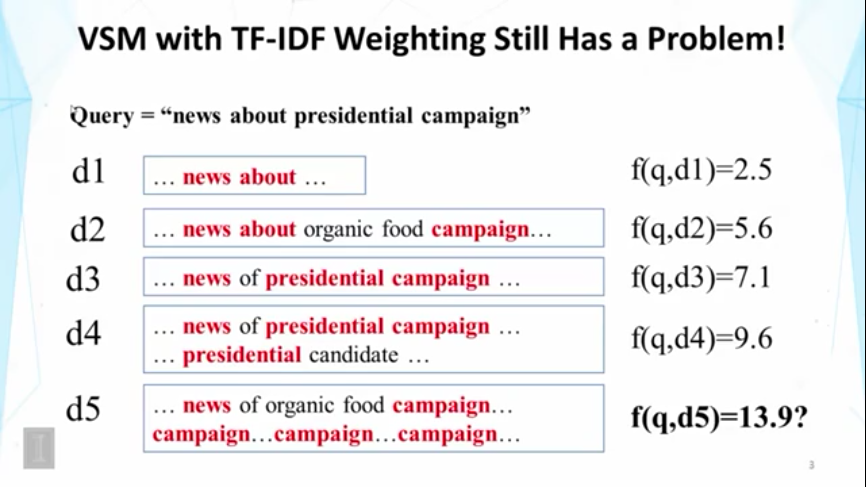 VSM with TF-IDF Weighting Still Has a Problem!
Query = “news about presidential campaign”
d1
… news about …
f(q,d1)=2.5
d2
… news about organic food campaign…
f(q,d2)=5.6
d3
… news of presidential campaign …
f(q,d3)=7.1
d4
… news of presidential campaign …
… presidential candidate …
f(q,d4)=9.6
d5
… news of organic food campaign…
campaign…campaign…campaign…
f(q,d5)=13.9?
I
3